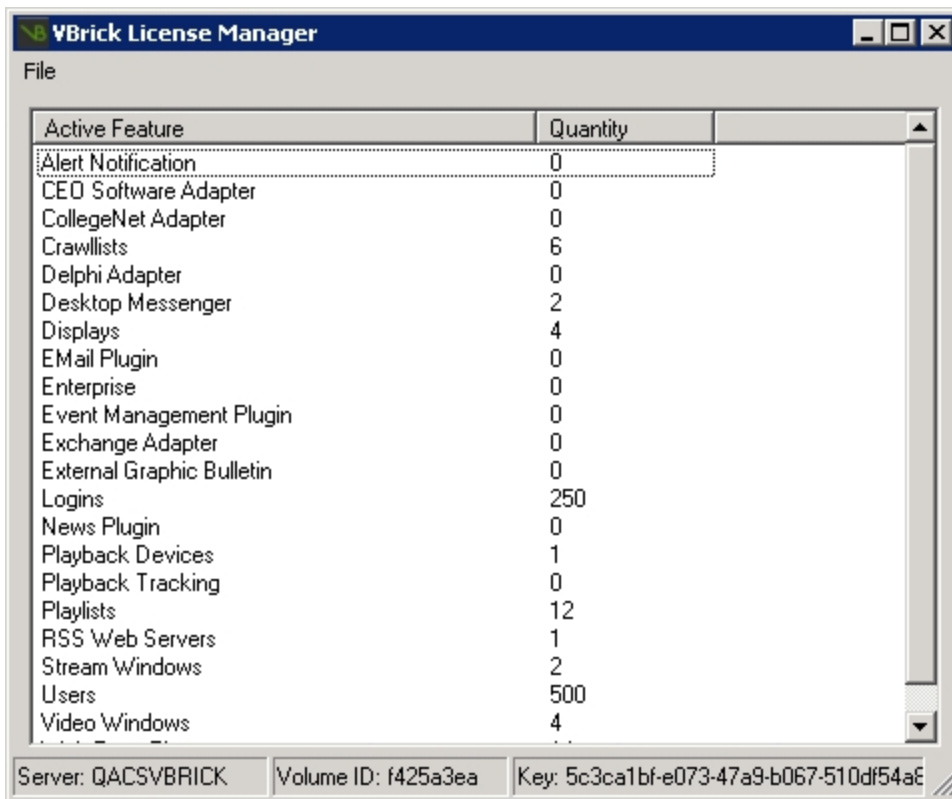 VB VBrick License Manager
File
Active Feature Quantity
Alert Notification 0
CEO Software Adapter 0
CollegeNet Adapter 0
Crawllists 6
Delphi Adapter 0
Desktop Messenger 2
Displays 4
EMail Plugin 0
Enterprise 0
Event Management Plugin 0
Exchange Adapter 0
External Graphic Bulletin 0
Logins 250
News Plugin 0
Playback Devices 1
Playback Tracking 0
Playlists 12
RSS Web Servers 1
Stream Windows 2
Users 500
Video Windows 4
Server: QACSVBRICK Volume ID: f425a3ea Key: 5c3ca1bf-e073-47a9-b067-510df54a8